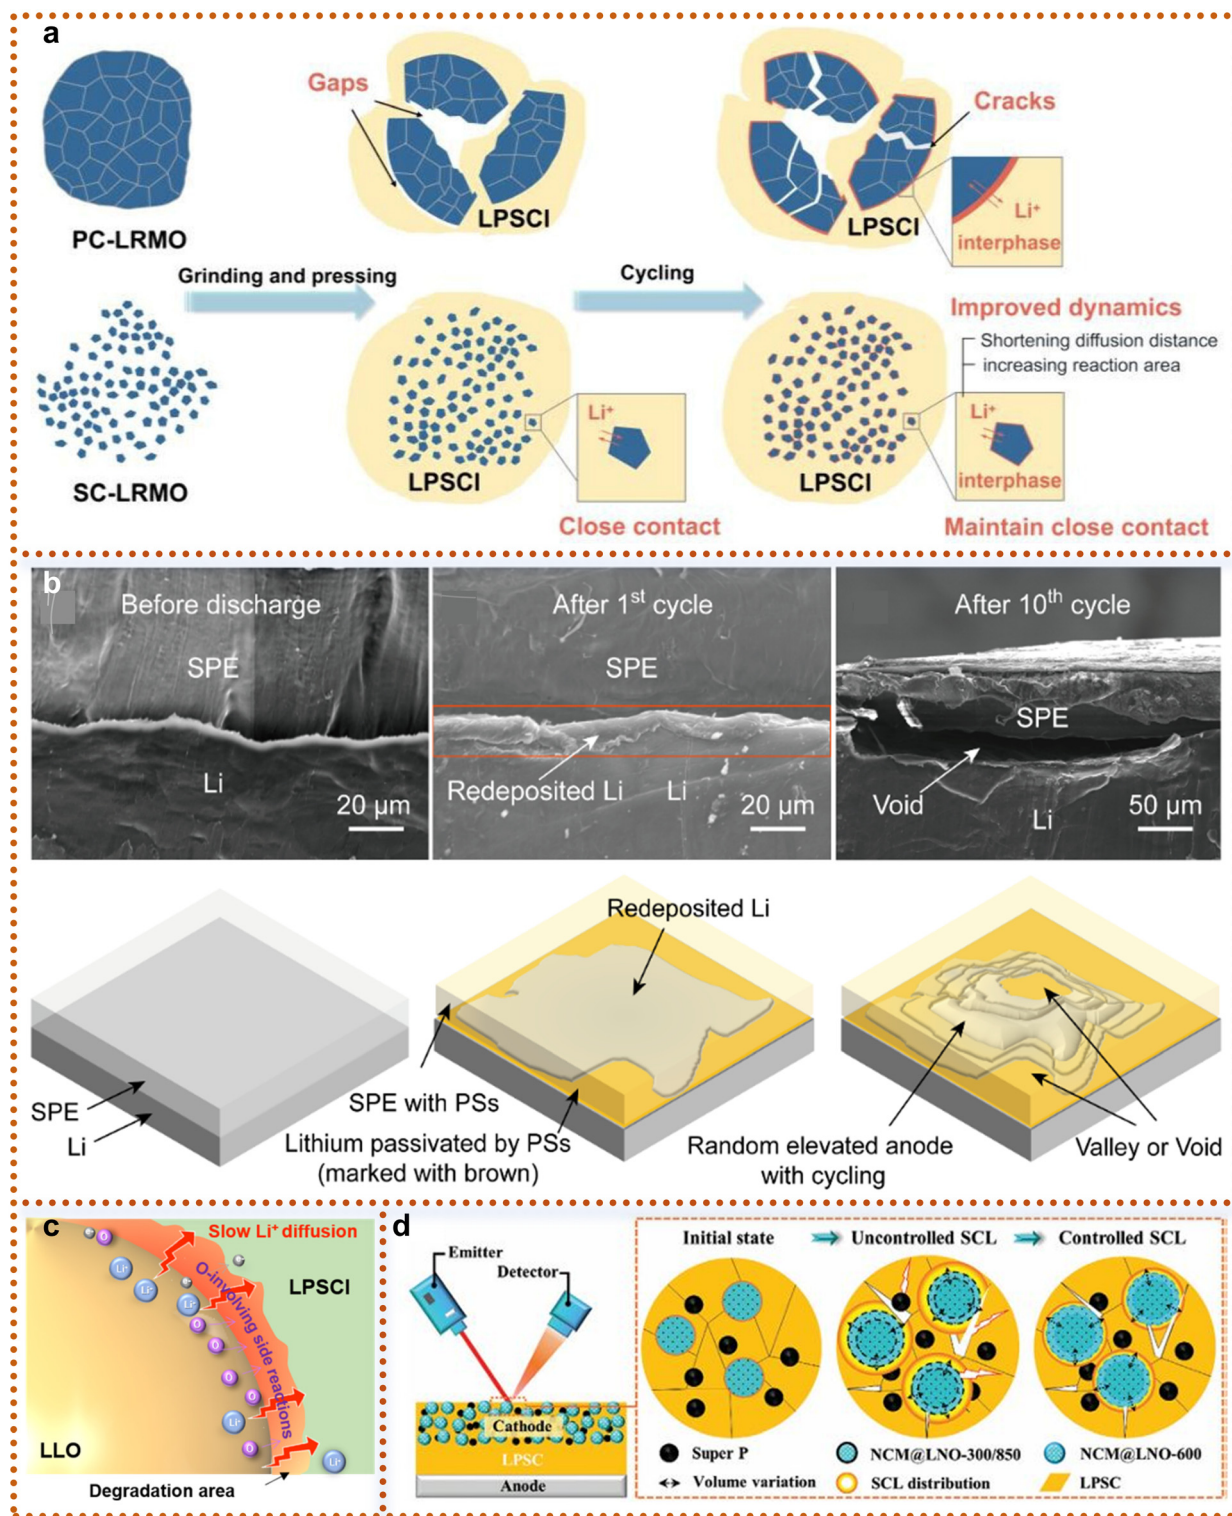 a
Gaps
Cracks
LPSCl
LPSCl
Li⁺
interphase
PC-LRMO
Grinding and pressing
Cycling
Improved dynamics
Shortening diffusion distance
increasing reaction area
Li⁺
Li⁺
interphase
SC-LRMO
LPSCl
LPSCl
Close contact
Maintain close contact
b
Before discharge
SPE
Li
20 μm
After 1st cycle
SPE
Redeposited Li
Li
20 μm
After 10th cycle
SPE
Void
Li
50 μm
Redeposited Li
SPE
Li
SPE with PSs
Lithium passivated by PSs
(marked with brown)
Random elevated anode
with cycling
Valley or Void
c
Slow Li⁺ diffusion
LPSCl
O-involving side reactions
O
Li⁺
Li⁺
Li⁺
O
O
O
O
Li⁺
O
Li⁺
LLO
Degradation area
d
Emitter
Detector
Cathode
LPSC
Anode
Initial state
Uncontrolled SCL
Controlled SCL
Super P
NCM@LNO-300/850
NCM@LNO-600
Volume variation
SCL distribution
LPSC